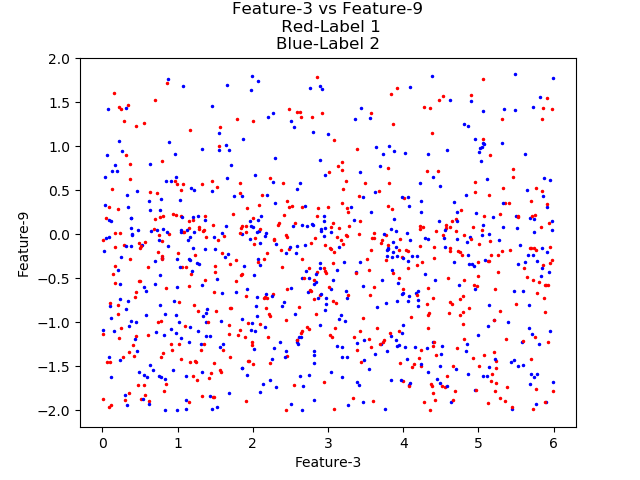 Feature-3 vs Feature-9
Red-Label 1
Blue-Label 2
2.0
1.5
1.0
0.5
0.0
−0.5
−1.0
−1.5
−2.0
Feature-9
0 1 2 3 4 5 6
Feature-3